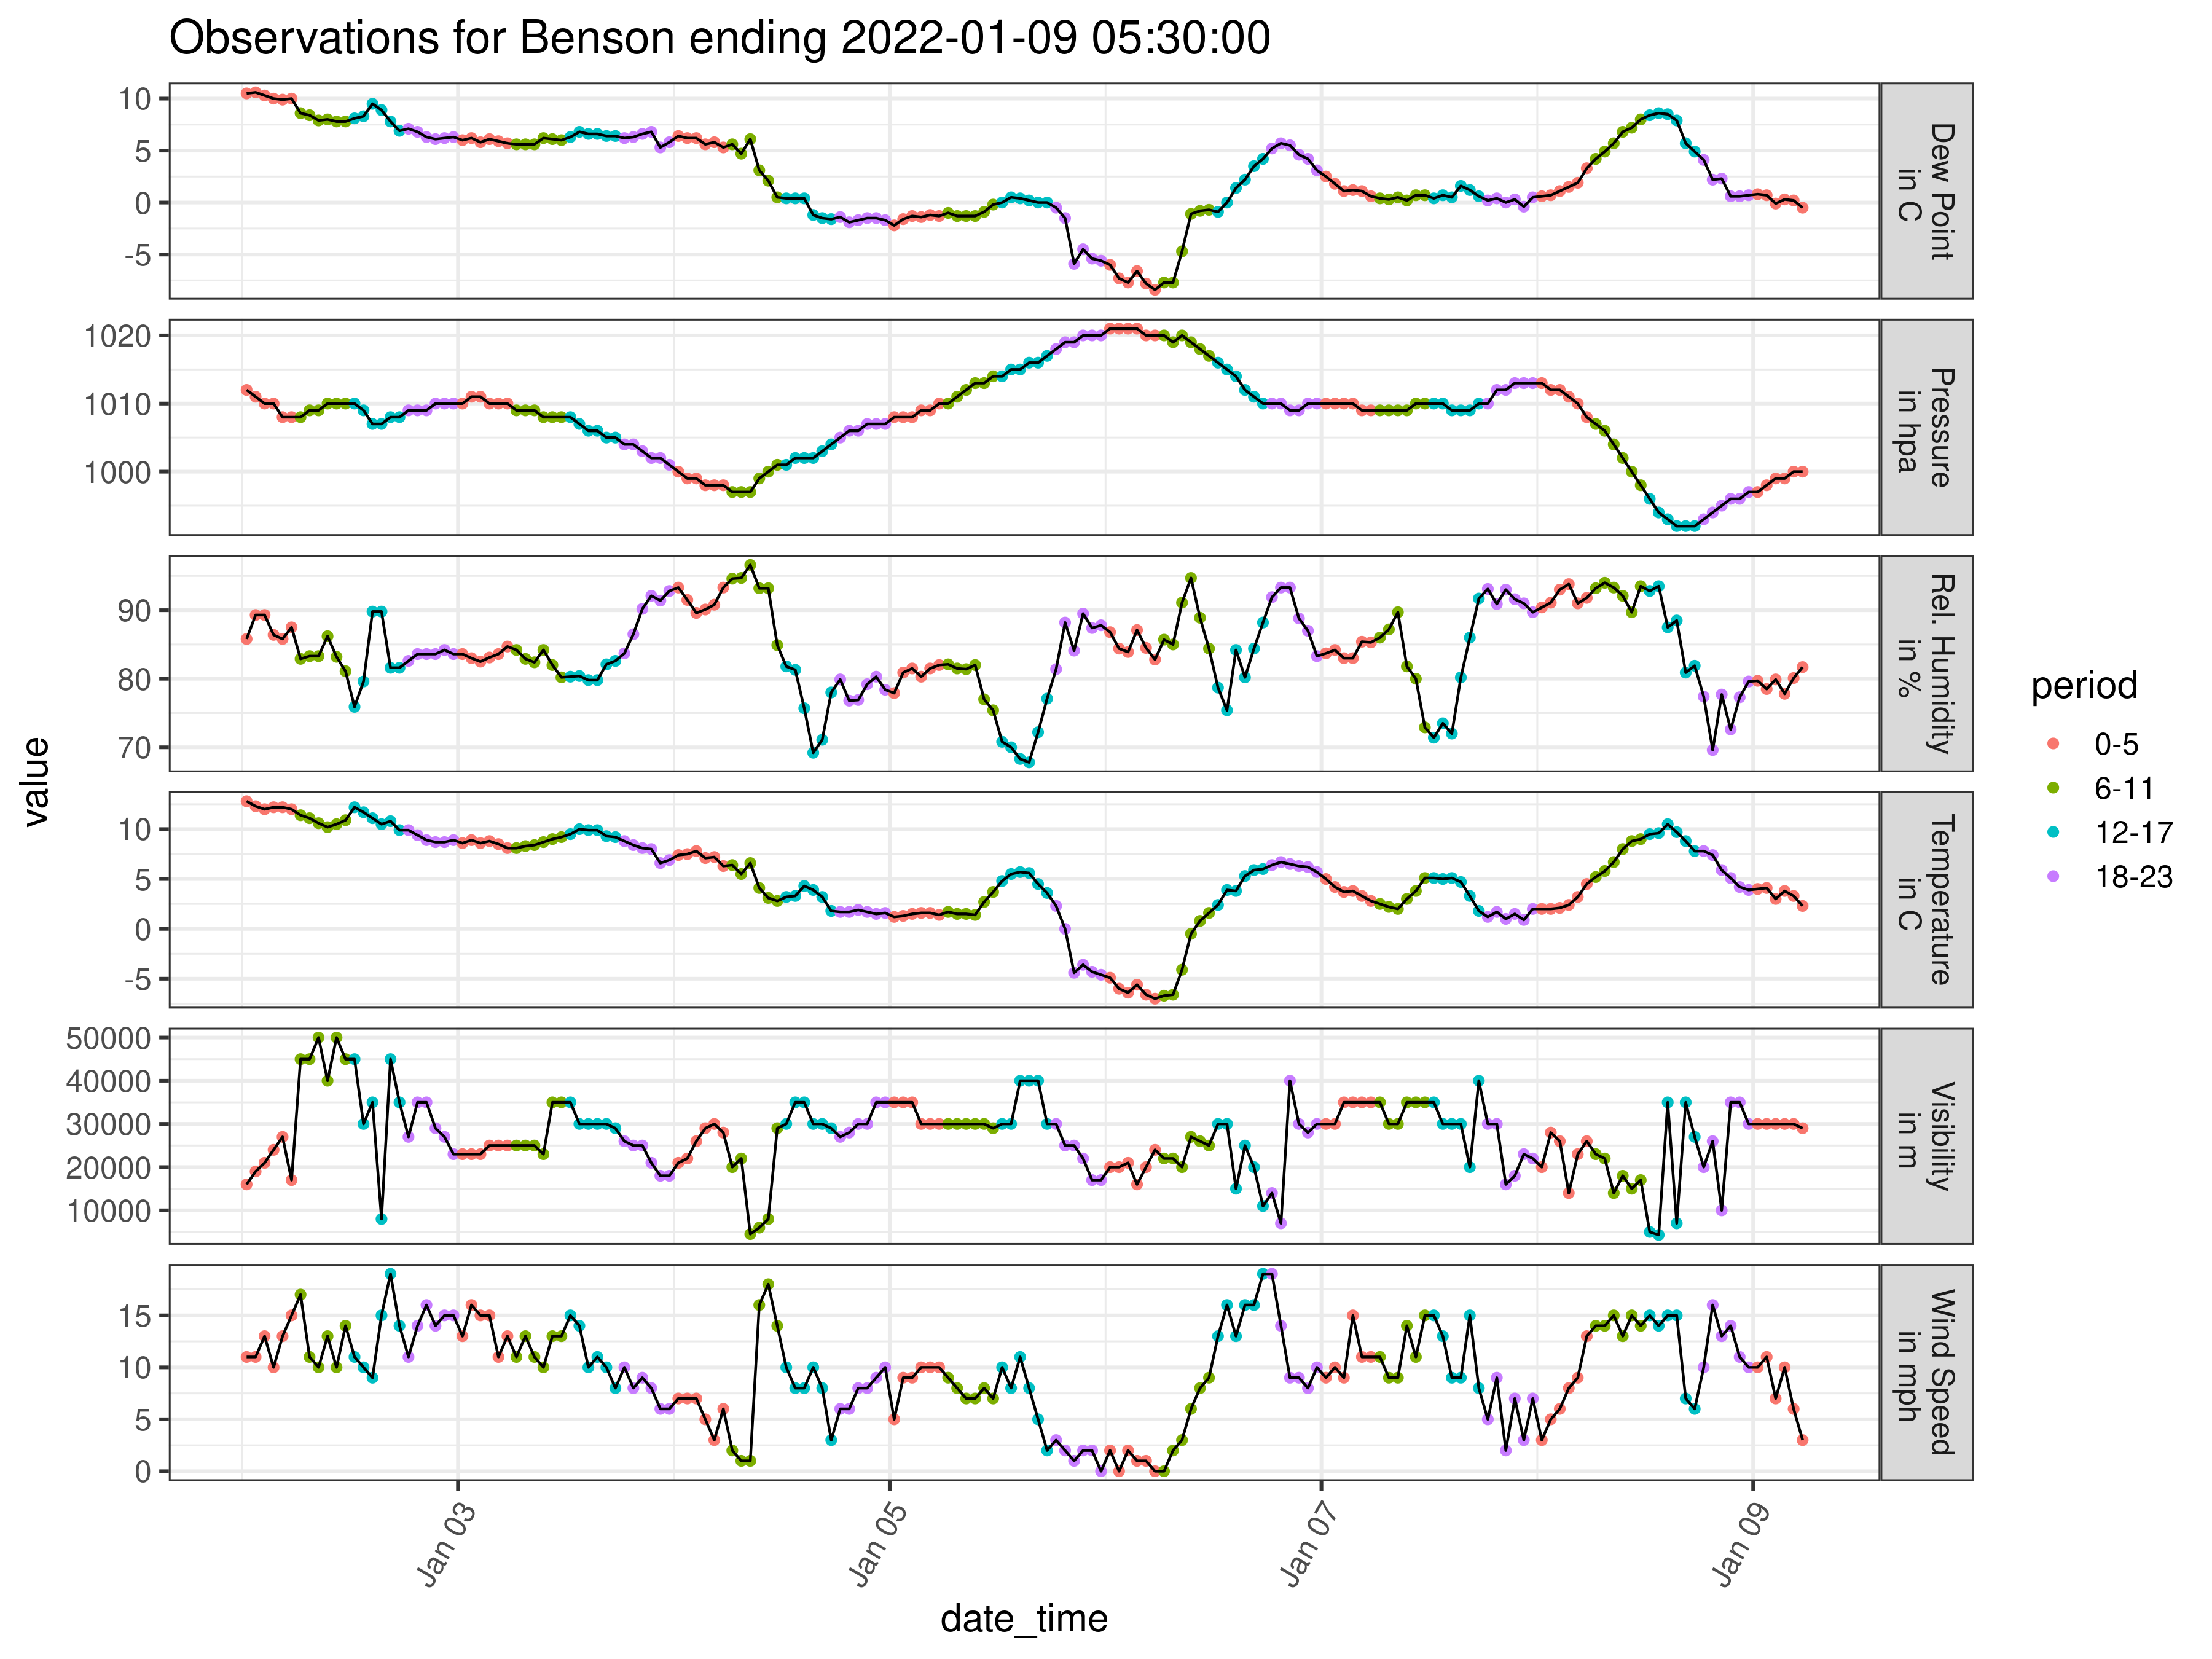 Observations for Benson ending 2022-01-09 05:30:00
value
10
5
0
-5
Dew Point
in C
1020
1010
1000
Pressure
in hpa
90
80
70
Rel. Humidity
in %
10
5
0
-5
Temperature
in C
50000
40000
30000
20000
10000
Visibility
in m
15
10
5
0
Wind Speed
in mph
Jan 03
Jan 05
Jan 07
Jan 09
date_time
period
0-5
6-11
12-17
18-23